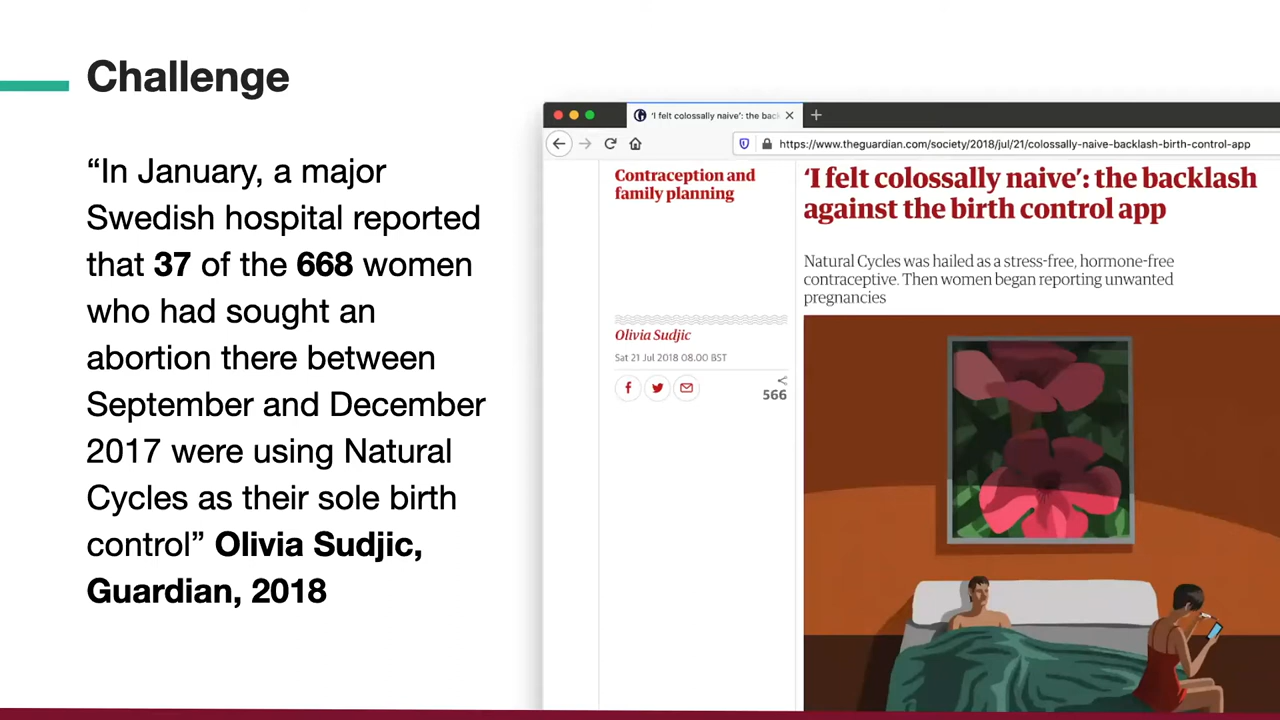 Challenge
“In January, a major
Swedish hospital reported
that 37 of the 668 women
who had sought an
abortion there between
September and December
2017 were using Natural
Cycles as their sole birth
control” Olivia Sudjic,
Guardian, 2018
‘I felt colossally naive’: the bac
https://www.theguardian.com/society/2018/jul/21/colossally-naive-backlash-birth-control-app
Contraception and
family planning
‘I felt colossally naive’: the backlash
against the birth control app
Natural Cycles was hailed as a stress-free, hormone-free
contraceptive. Then women began reporting unwanted
pregnancies
Olivia Sudjic
Sat 21 Jul 2018 08.00 BST
566